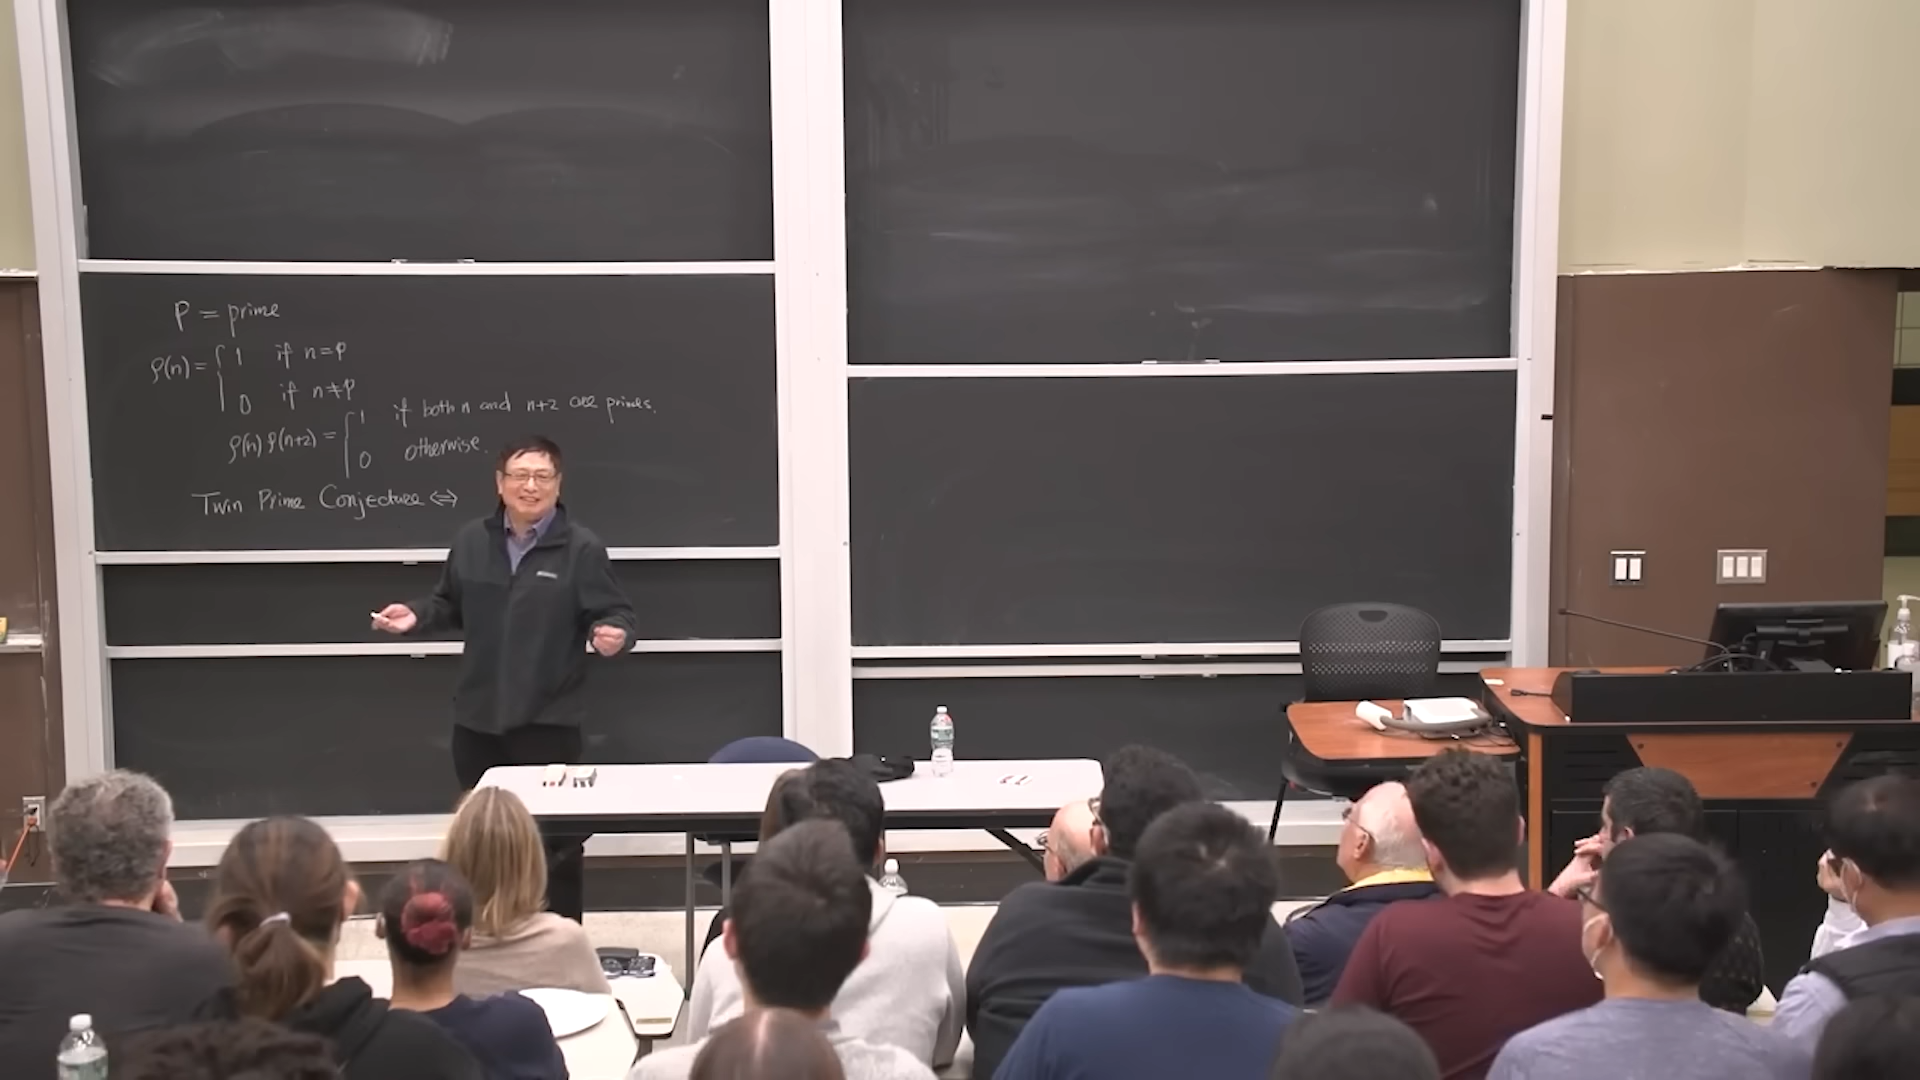 P = prime
ρ(n) = { 1 if n=p
0 if n≠p
ρ(n) ρ(n+2) = { 1 if both n and n+2 are primes.
0 otherwise.
Twin Prime Conjecture ⇔